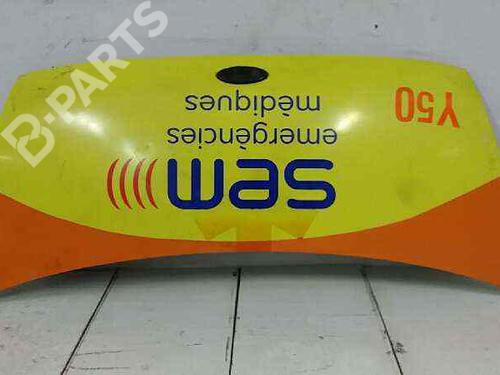 B-PARTS
sem
emergències
mèdiques
Y50